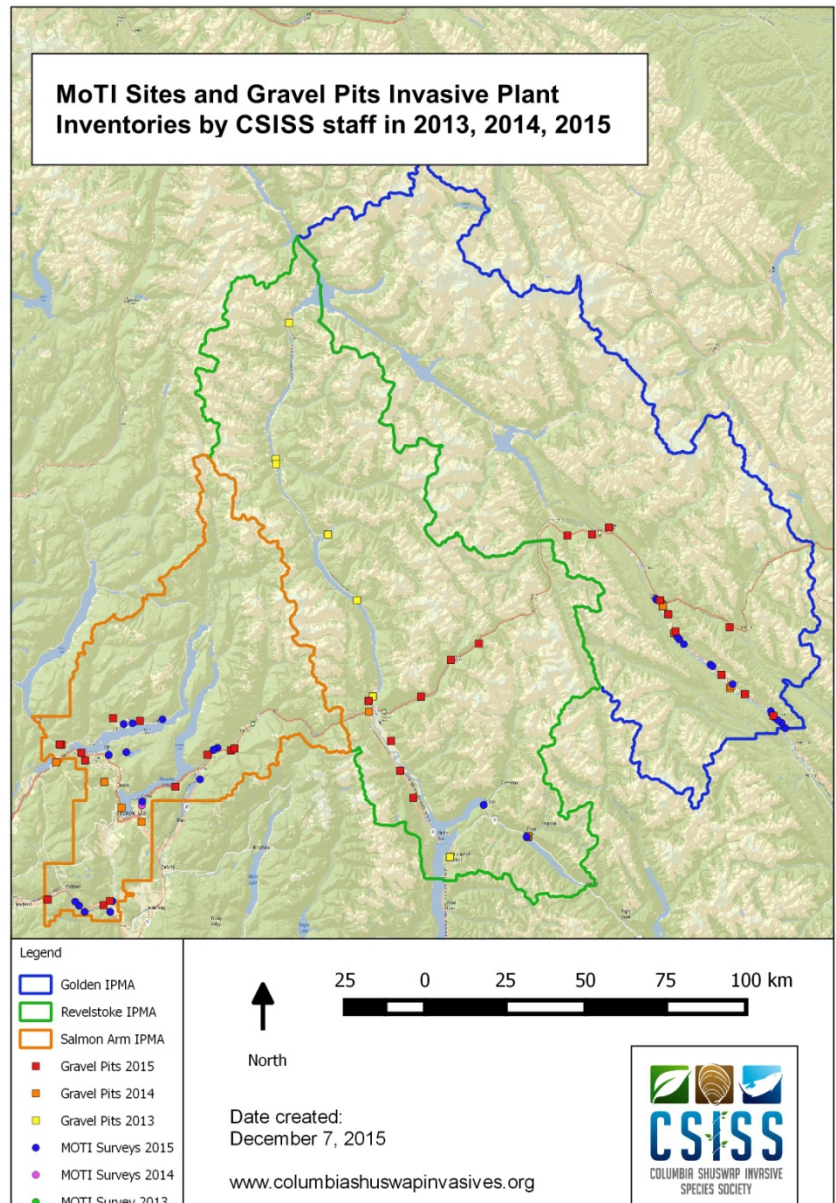 MoTI Sites and Gravel Pits Invasive Plant
Inventories by CSISS staff in 2013, 2014, 2015
Legend
Golden IPMA
Revelstoke IPMA
Salmon Arm IPMA
Gravel Pits 2015
Gravel Pits 2014
Gravel Pits 2013
MOTI Surveys 2015
MOTI Surveys 2014
MOTI Survey 2013
25 0 25 50 75 100 km
North
Date created:
December 7, 2015
www.columbiashuswapinvasives.org
CSISS
COLUMBIA SHUSWAP INVASIVE
SPECIES SOCIETY